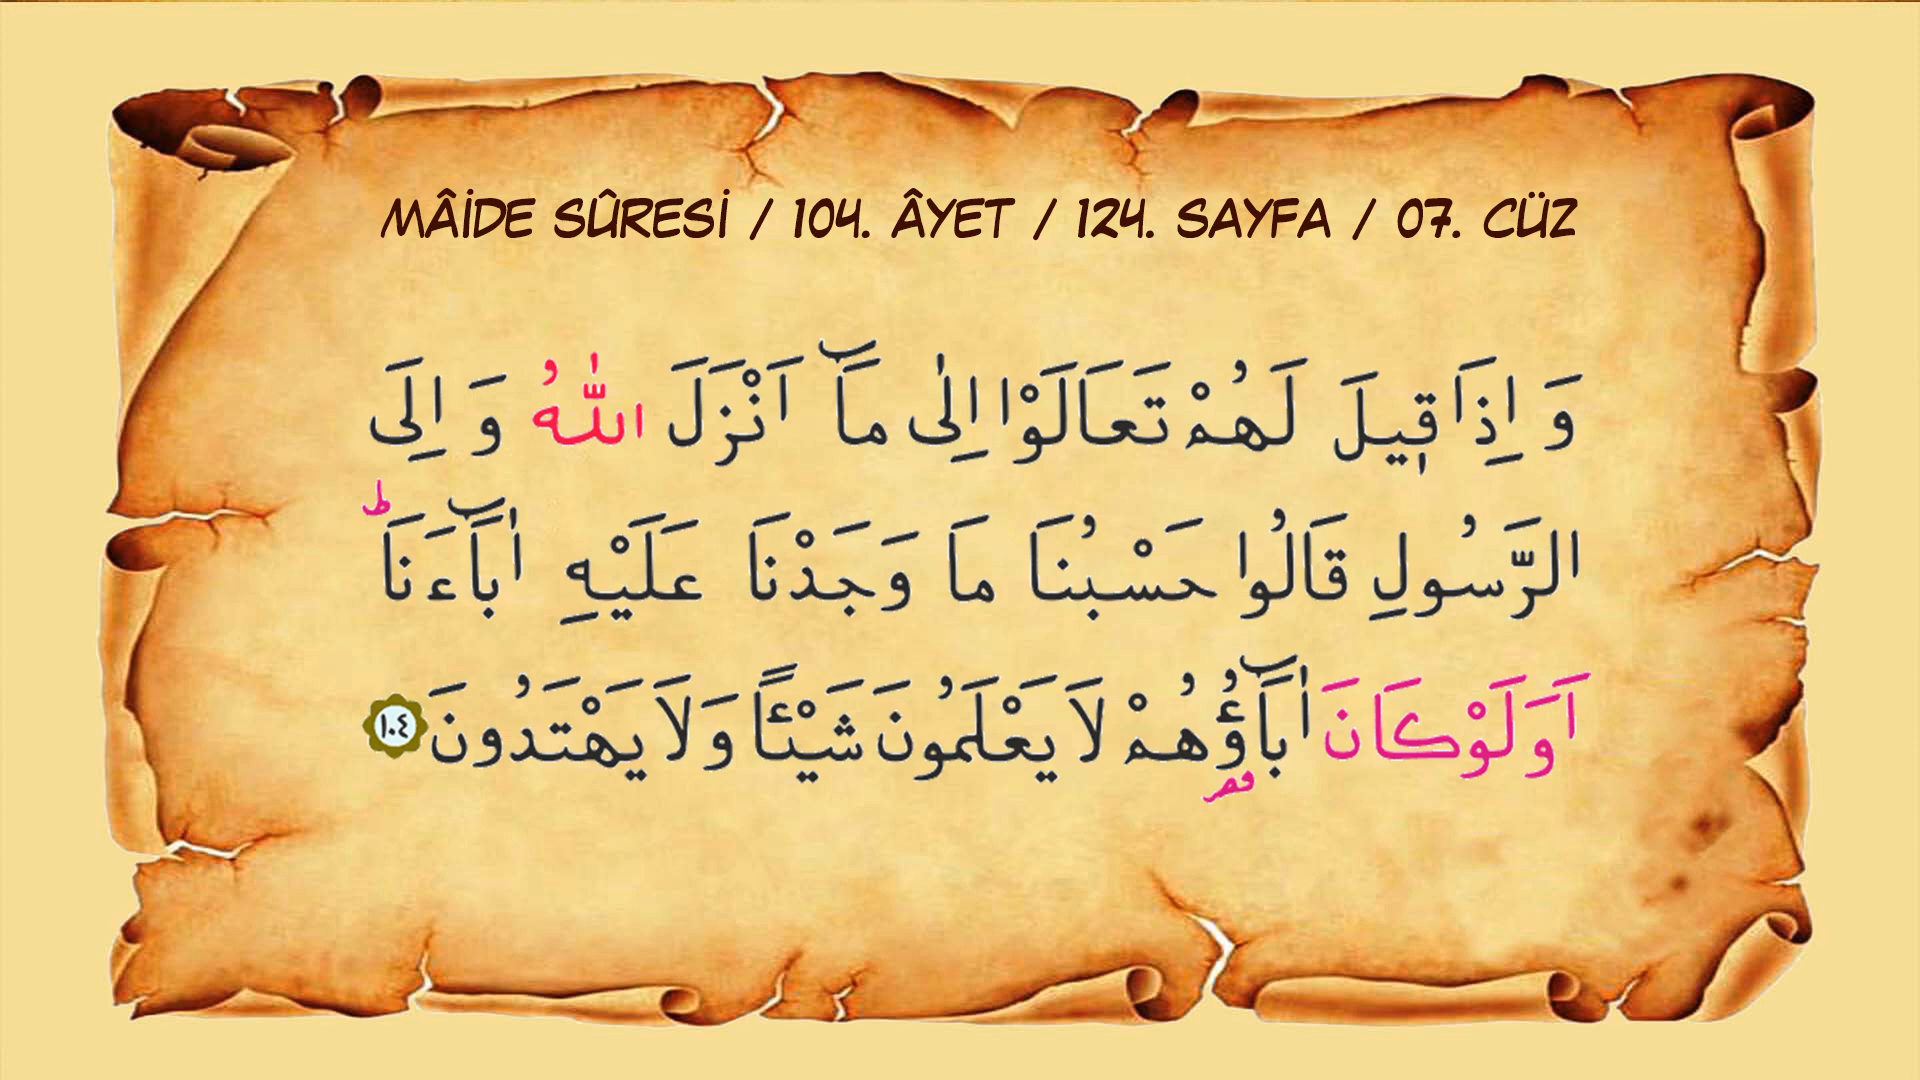 MÂİDE SÛRESİ / 104. ÂYET / 124. SAYFA / 07. CÜZ
وَ اِذَا قٖيلَ لَهُمْ تَعَالَوْا اِلٰى مَٓا اَنْزَلَ اللّٰهُ وَ اِلَى
الرَّسُولِ قَالُوا حَسْبُنَا مَا وَجَدْنَا عَلَيْهِ اٰبَٓاءَنَاؕ
اَوَلَوْ كَانَ اٰبَٓاؤُ۬هُمْ لَا يَعْلَمُونَ شَيْـًٔا وَلَا يَهْتَدُونَ ١٠٤